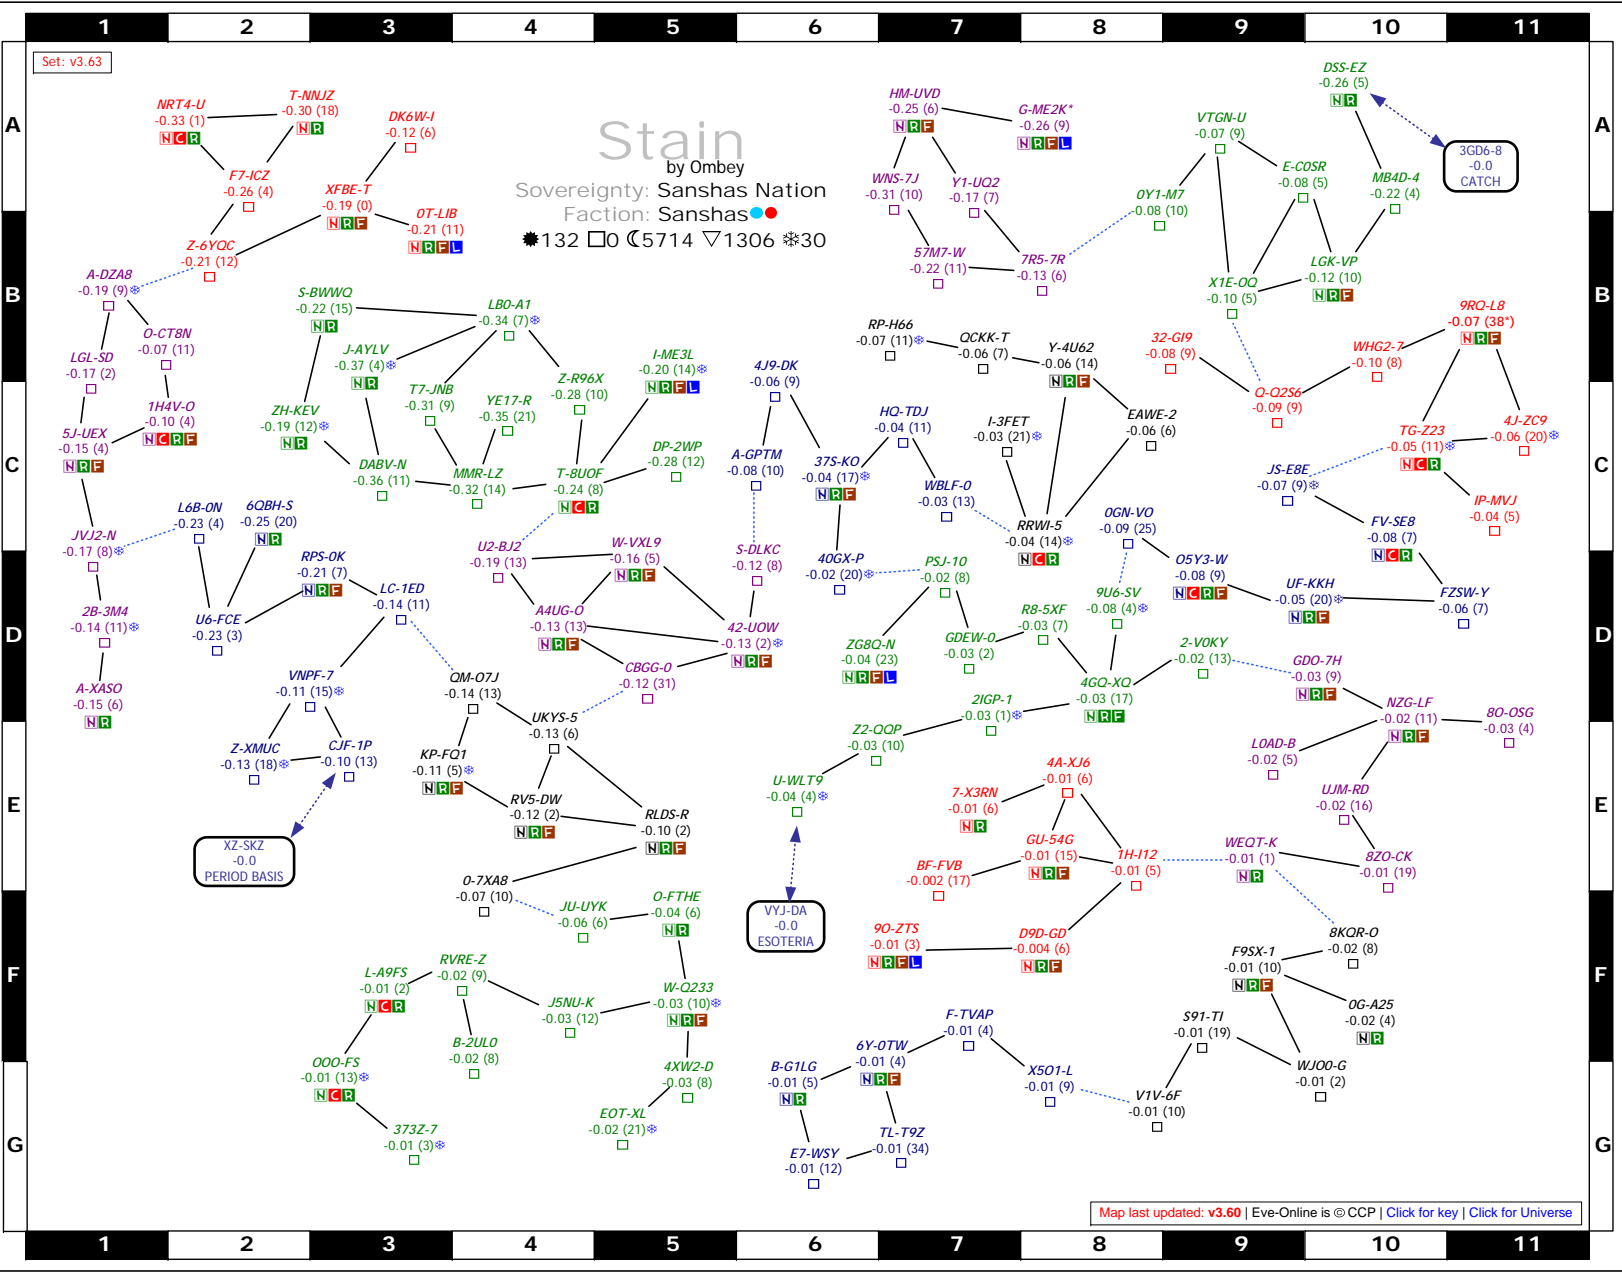 1 2 3 4 5 6 7 8 9 10 11
Set: v3.63
A
A
Stain
by Ombey
Sovereignty: Sanshas Nation
Faction: Sanshas
132 0 5714 1306 30
NRT4-U
-0.33 (1)
N C R
T-NNJZ
-0.30 (18)
N R
DK6W-I
-0.12 (6)
F7-ICZ
-0.26 (4)
XFBE-T
-0.19 (0)
N R F
0T-LIB
-0.21 (11)
N R F L
Z-6YQC
-0.21 (12)
HM-UVD
-0.25 (6)
N R F
G-ME2K*
-0.26 (9)
N R F L
WNS-7J
-0.31 (10)
Y1-UQ2
-0.17 (7)
57M7-W
-0.22 (11)
7R5-7R
-0.13 (6)
DSS-EZ
-0.26 (5)
N R
3GD6-8
-0.0
CATCH
VTGN-U
-0.07 (9)
E-C0SR
-0.08 (5)
MB4D-4
-0.22 (4)
0Y1-M7
-0.08 (10)
LGK-VP
-0.12 (10)
N R F
X1E-0Q
-0.10 (5)
B
B
A-DZA8
-0.19 (9)
O-CT8N
-0.07 (11)
LGL-SD
-0.17 (2)
1H4V-O
-0.10 (4)
N C R F
5J-UEX
-0.15 (4)
N R F
S-BWWQ
-0.22 (15)
N R
LB0-A1
-0.34 (7)
J-AYLV
-0.37 (4)
N R
T7-JNB
-0.31 (9)
YE17-R
-0.35 (21)
Z-R96X
-0.28 (10)
I-ME3L
-0.20 (14)
N R F L
ZH-KEV
-0.19 (12)
N R
DABV-N
-0.36 (11)
MMR-LZ
-0.32 (14)
T-8UOF
-0.24 (8)
N C R
DP-2WP
-0.28 (12)
RP-H66
-0.07 (11)
QCKK-T
-0.06 (7)
Y-4U62
-0.06 (14)
N R F
4J9-DK
-0.06 (9)
32-GI9
-0.08 (9)
WHG2-7
-0.10 (8)
9RQ-L8
-0.07 (38*)
N R F
Q-Q2S6
-0.09 (9)
C
C
HQ-TDJ
-0.04 (11)
I-3FET
-0.03 (21)
EAWE-2
-0.06 (6)
A-GPTM
-0.08 (10)
37S-KO
-0.04 (17)
N R F
WBLF-0
-0.03 (13)
RRWI-5
-0.04 (14)
N C R
TG-Z23
-0.05 (11)
N C R
4J-ZC9
-0.06 (20)
JS-E8E
-0.07 (9)
IP-MVJ
-0.04 (5)
FV-SE8
-0.08 (7)
N C R
0GN-VO
-0.09 (25)
JVJ2-N
-0.17 (8)
L6B-0N
-0.23 (4)
6QBH-S
-0.25 (20)
N R
D
D
RPS-0K
-0.21 (7)
N R F
LC-1ED
-0.14 (11)
U6-FCE
-0.23 (3)
2B-3M4
-0.14 (11)
A-XASO
-0.15 (6)
N R
U2-BJ2
-0.19 (13)
W-VXL9
-0.16 (5)
N R F
S-DLKC
-0.12 (8)
A4UG-O
-0.13 (13)
N R F
42-UOW
-0.13 (2)
N R F
CBGG-0
-0.12 (31)
40GX-P
-0.02 (20)
PSJ-10
-0.02 (8)
ZG8Q-N
-0.04 (23)
N R F L
GDEW-0
-0.03 (2)
R8-5XF
-0.03 (7)
9U6-SV
-0.08 (4)
O5Y3-W
-0.08 (9)
N C R F
UF-KKH
-0.05 (20)
N R F
FZSW-Y
-0.06 (7)
2-V0KY
-0.02 (13)
GDO-7H
-0.03 (9)
N R F
4GQ-XQ
-0.03 (17)
N R F
2IGP-1
-0.03 (1)
NZG-LF
-0.02 (11)
N R F
8O-OSG
-0.03 (4)
VNPF-7
-0.11 (15)
QM-O7J
-0.14 (13)
UKYS-5
-0.13 (6)
E
E
Z-XMUC
-0.13 (18)
CJF-1P
-0.10 (13)
KP-FQ1
-0.11 (5)
N R F
RV5-DW
-0.12 (2)
N R F
RLDS-R
-0.10 (2)
N R F
XZ-SKZ
-0.0
PERIOD BASIS
Z2-QQP
-0.03 (10)
U-WLT9
-0.04 (4)
4A-XJ6
-0.01 (6)
7-X3RN
-0.01 (6)
N R
GU-54G
-0.01 (15)
N R F
1H-I12
-0.01 (5)
BF-FVB
-0.002 (17)
L0AD-B
-0.02 (5)
UJM-RD
-0.02 (16)
WEQT-K
-0.01 (1)
N R
8ZO-CK
-0.01 (19)
0-7XA8
-0.07 (10)
JU-UYK
-0.06 (6)
O-FTHE
-0.04 (6)
N R
VYJ-DA
-0.0
ESOTERIA
9O-ZTS
-0.01 (3)
N R F L
D9D-GD
-0.004 (6)
N R F
8KQR-O
-0.02 (8)
F9SX-1
-0.01 (10)
N R F
0G-A25
-0.02 (4)
N R
F
F
L-A9FS
-0.01 (2)
N C R
RVRE-Z
-0.02 (9)
J5NU-K
-0.03 (12)
W-Q233
-0.03 (10)
N R F
B-2UL0
-0.02 (8)
OOO-FS
-0.01 (13)
N C R
4XW2-D
-0.03 (8)
F-TVAP
-0.01 (4)
6Y-0TW
-0.01 (4)
N R F
B-G1LG
-0.01 (5)
N R
X5O1-L
-0.01 (9)
S91-TI
-0.01 (19)
WJO0-G
-0.01 (2)
V1V-6F
-0.01 (10)
G
G
373Z-7
-0.01 (3)
EOT-XL
-0.02 (21)
E7-WSY
-0.01 (12)
TL-T9Z
-0.01 (34)
Map last updated: v3.60 | Eve-Online is © CCP | Click for key | Click for Universe
1 2 3 4 5 6 7 8 9 10 11